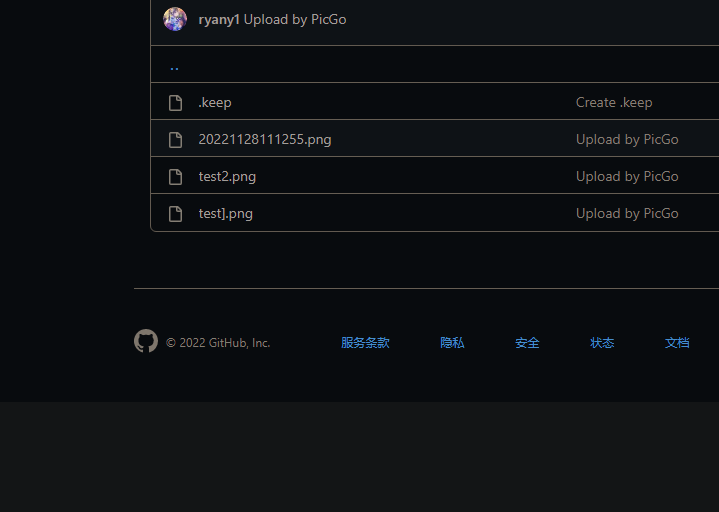 ryany1 Upload by PicGo
..
.keep Create .keep
20221128111255.png Upload by PicGo
test2.png Upload by PicGo
test].png Upload by PicGo
© 2022 GitHub, Inc. 服务条款 隐私 安全 状态 文档